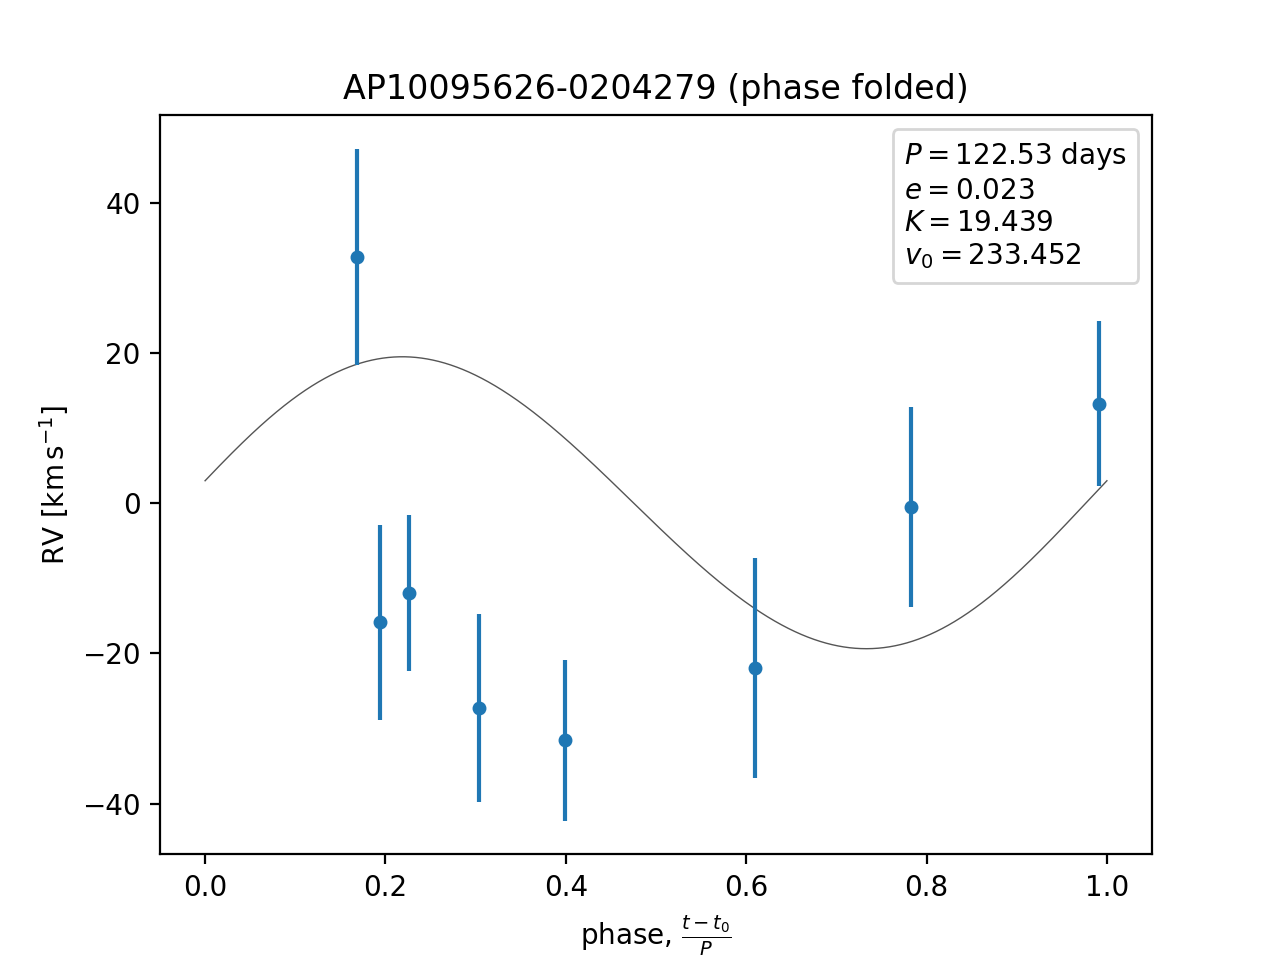 AP10095626-0204279 (phase folded)
P = 122.53 days
e = 0.023
K = 19.439
v₀ = 233.452
40
20
0
−20
−40
RV [km s⁻¹]
0.0 0.2 0.4 0.6 0.8 1.0
phase, (t − t₀)/P